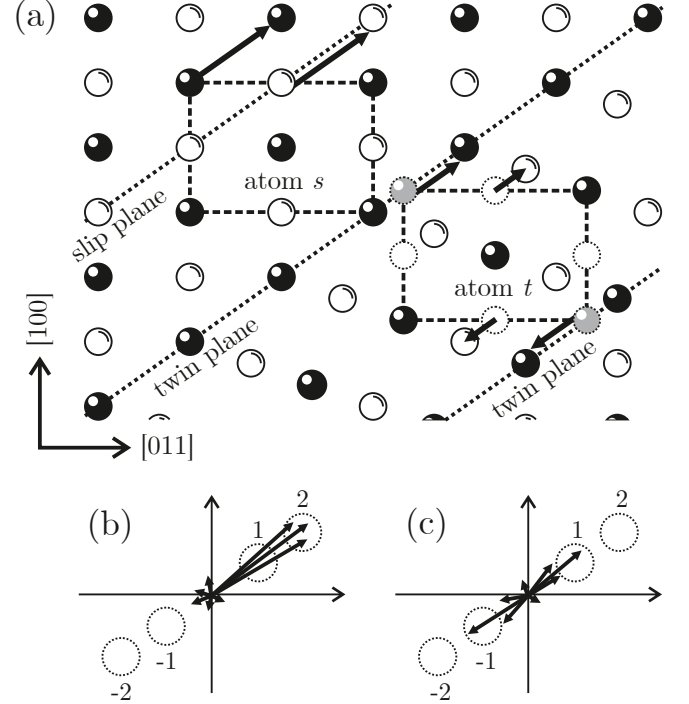 (a)
atom s
slip plane
atom t
[100]
twin plane
twin plane
[011]
(b)
2
1
-1
-2
(c)
2
1
-1
-2